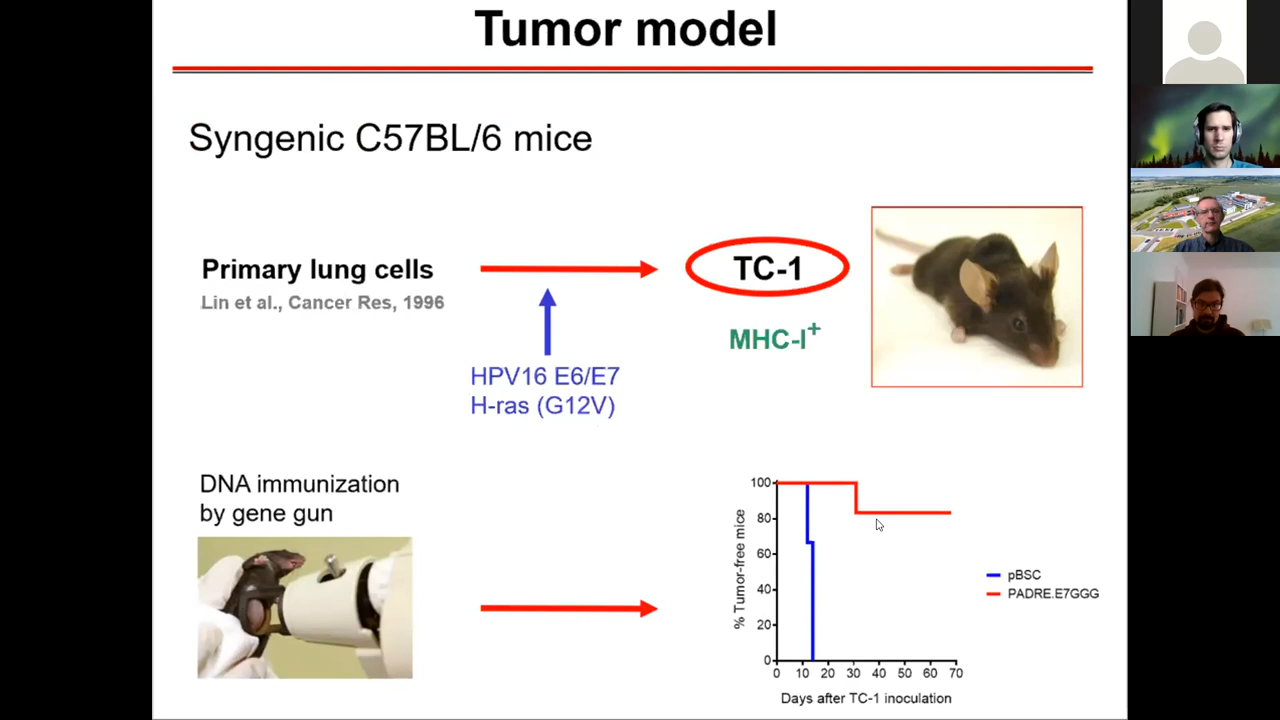 Tumor model
Syngenic C57BL/6 mice
Primary lung cells
Lin et al., Cancer Res, 1996
TC-1
MHC-I+
HPV16 E6/E7
H-ras (G12V)
DNA immunization
by gene gun
% Tumor-free mice
100
80
60
40
20
0
0 10 20 30 40 50 60 70
Days after TC-1 inoculation
pBSC
PADRE.E7GGG